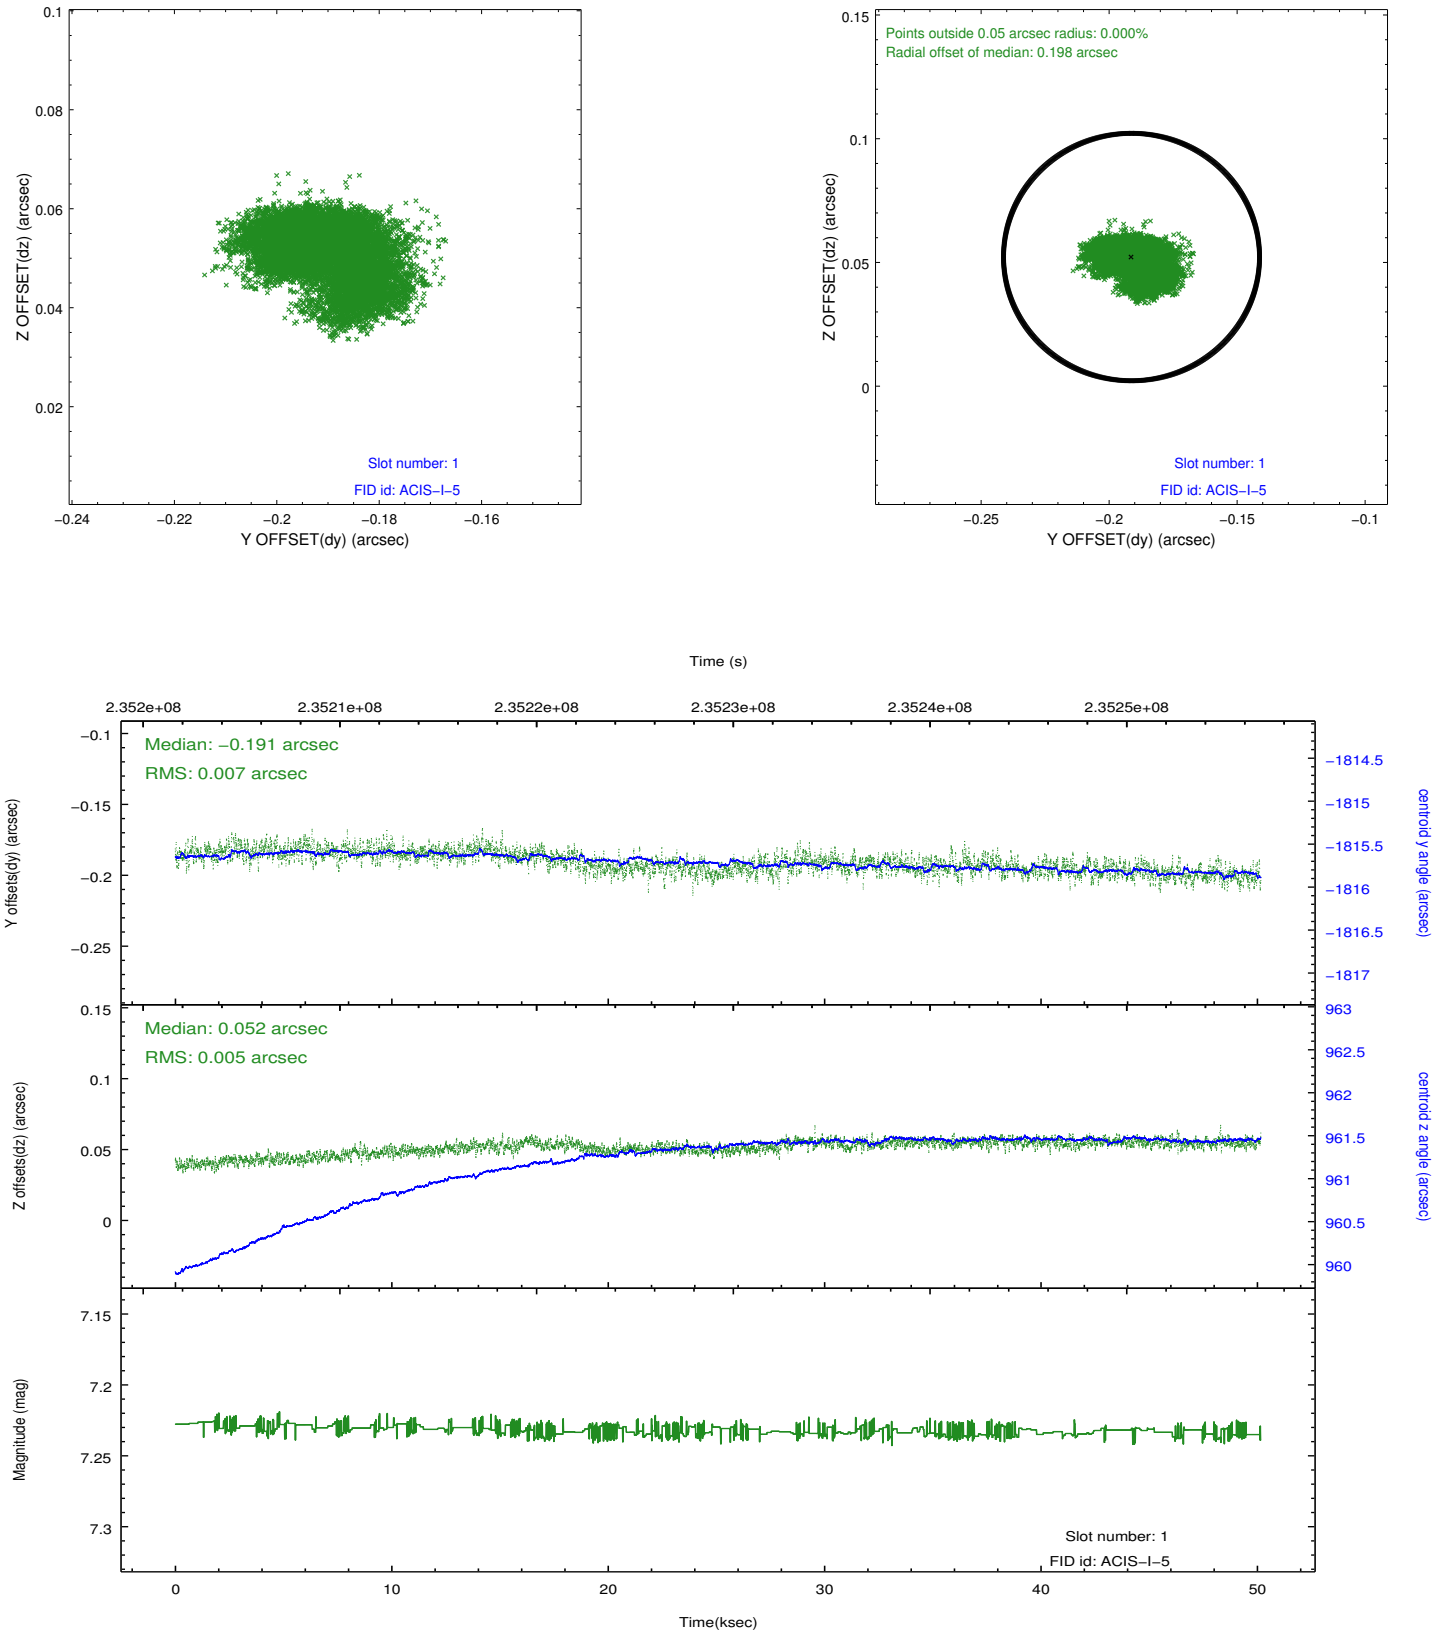 0.1
0.08
0.06
0.04
0.02
Z OFFSET(dz) (arcsec)
Slot number: 1
FID id: ACIS−I−5
−0.24 −0.22 −0.2 −0.18 −0.16
Y OFFSET(dy) (arcsec)
0.15
0.1
0.05
0
Z OFFSET(dz) (arcsec)
Points outside 0.05 arcsec radius: 0.000%
Radial offset of median: 0.198 arcsec
Slot number: 1
FID id: ACIS−I−5
−0.25 −0.2 −0.15 −0.1
Y OFFSET(dy) (arcsec)
Time (s)
2.352e+08 2.3521e+08 2.3522e+08 2.3523e+08 2.3524e+08 2.3525e+08
−0.1
−0.15
−0.2
−0.25
Y offsets(dy) (arcsec)
Median: −0.191 arcsec
RMS: 0.007 arcsec
−1814.5
−1815
−1815.5
−1816
−1816.5
−1817
centroid y angle (arcsec)
0.15
0.1
0.05
0
Z offsets(dz) (arcsec)
Median: 0.052 arcsec
RMS: 0.005 arcsec
963
962.5
962
961.5
961
960.5
960
centroid z angle (arcsec)
7.15
7.2
7.25
7.3
Magnitude (mag)
Slot number: 1
FID id: ACIS−I−5
0 10 20 30 40 50
Time(ksec)